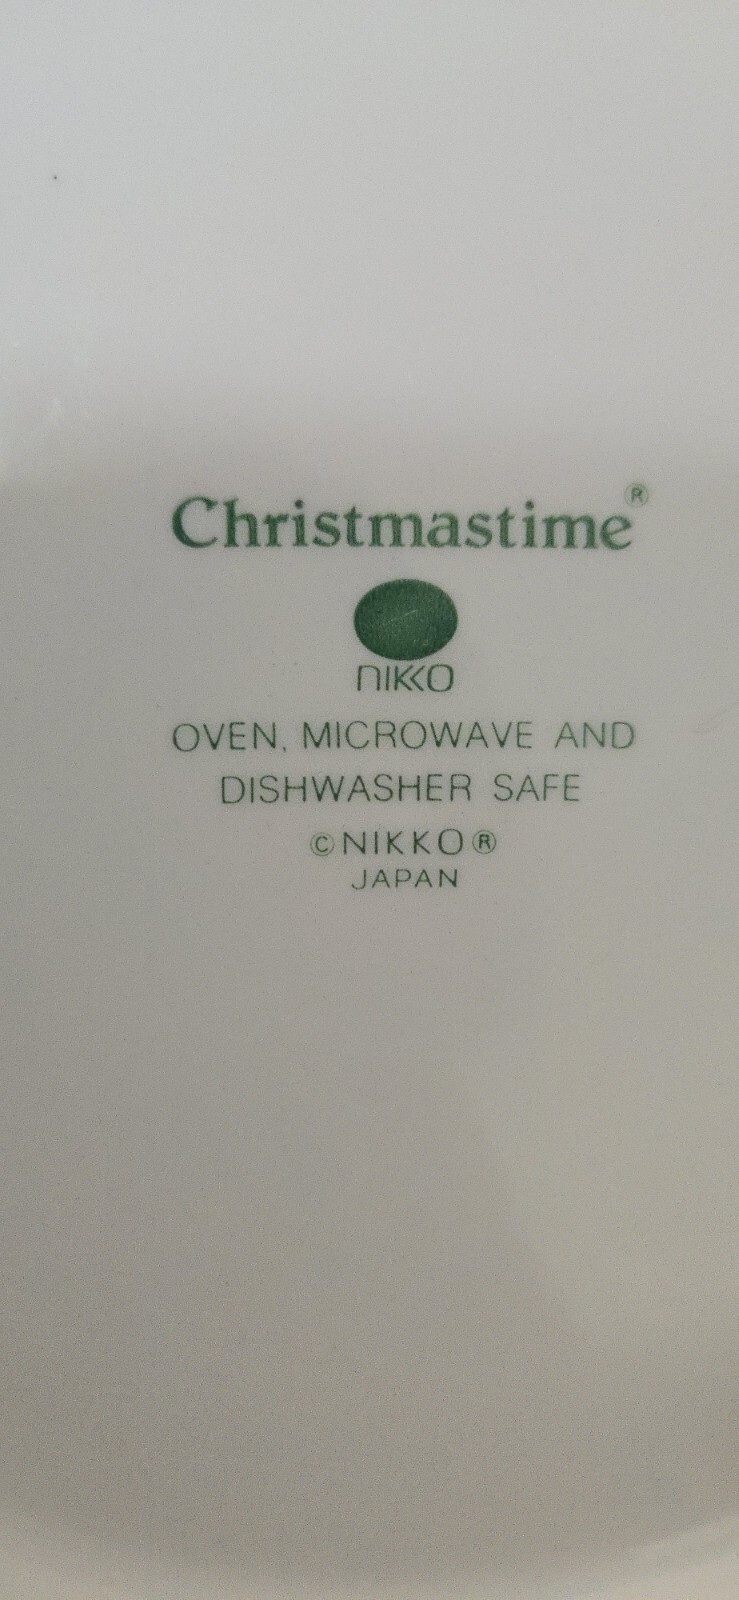 Christmastime®
NIKKO
OVEN, MICROWAVE AND
DISHWASHER SAFE
©NIKKO®
JAPAN